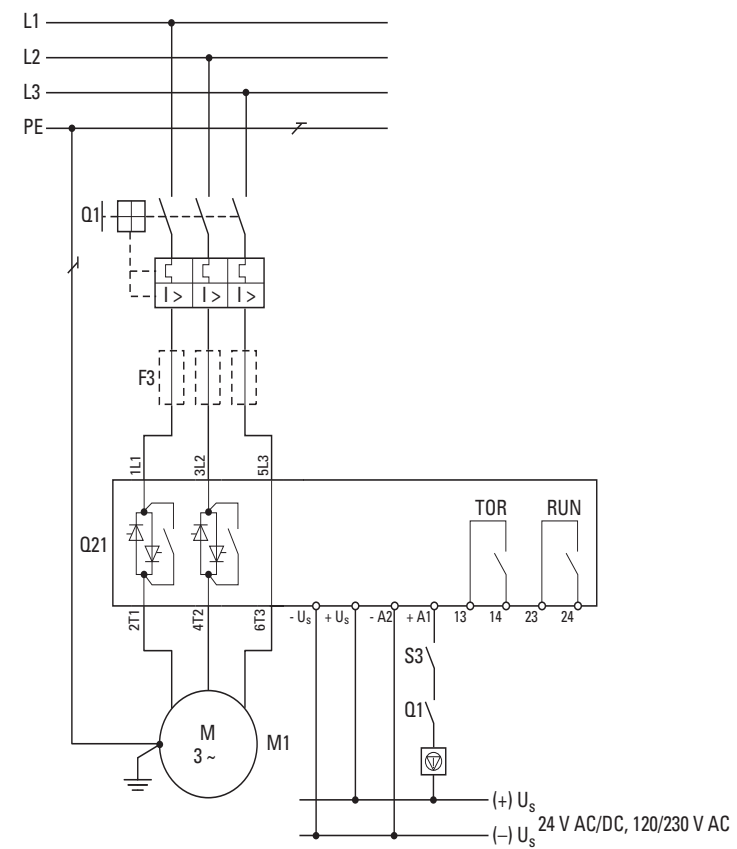 L1
L2
L3
PE
Q1
I > I > I >
F3
1L1 3L2 5L3
TOR RUN
Q21
2T1 4T2 6T3 - Us + Us - A2 + A1 13 14 23 24
S3
Q1
M
3 ~
M1
(+) Us
24 V AC/DC, 120/230 V AC
(–) Us